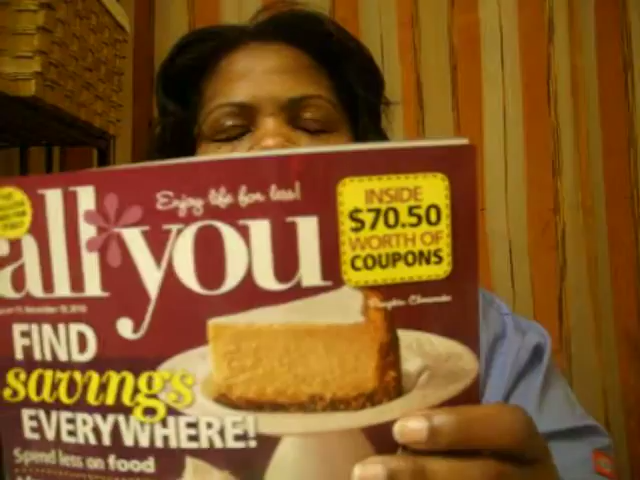 Enjoy life for less!
all you
INSIDE
$70.50
WORTH OF
COUPONS
FIND
savings
EVERYWHERE!
Spend less on food